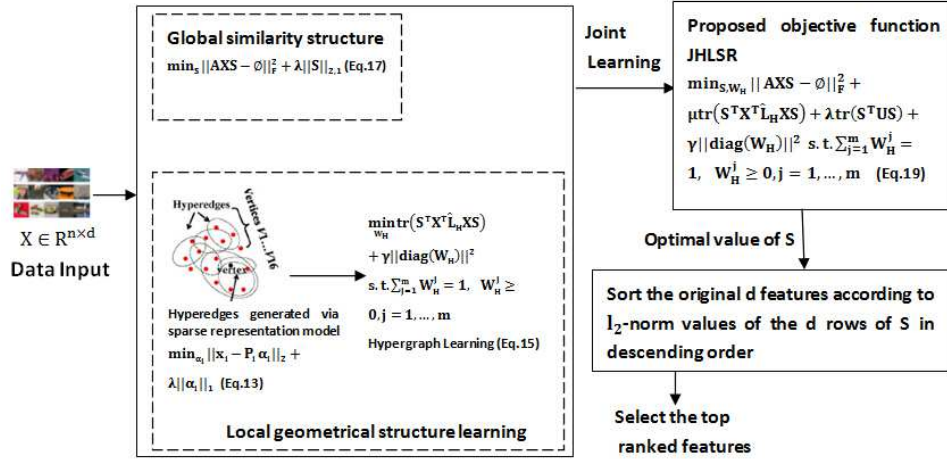 Global similarity structure
min_S ||AXS − ∅||_F^2 + λ||S||_{2,1} (Eq.17)
X ∈ R^{n×d}
Data Input
Hyperedges
Vertices V1....V16
vertex
Hyperedges generated via
sparse representation model
min_{α_i} ||x_i − P_i α_i||_2 +
λ||α_i||_1 (Eq.13)
min_{W_H} tr(S^T X^T L̂_H XS)
+ γ||diag(W_H)||^2
s.t. ∑_{j=1}^m W_H^j = 1, W_H^j ≥
0, j = 1, ..., m
Hypergraph Learning (Eq.15)
Local geometrical structure learning
Joint
Learning
Proposed objective function
JHLSR
min_{S,W_H} || AXS − ∅||_F^2 +
μtr(S^T X^T L̂_H XS) + λtr(S^T US) +
γ||diag(W_H)||^2 s.t. ∑_{j=1}^m W_H^j =
1, W_H^j ≥ 0, j = 1, ..., m (Eq.19)
Optimal value of S
Sort the original d features according to
l_2-norm values of the d rows of S in
descending order
Select the top
ranked features